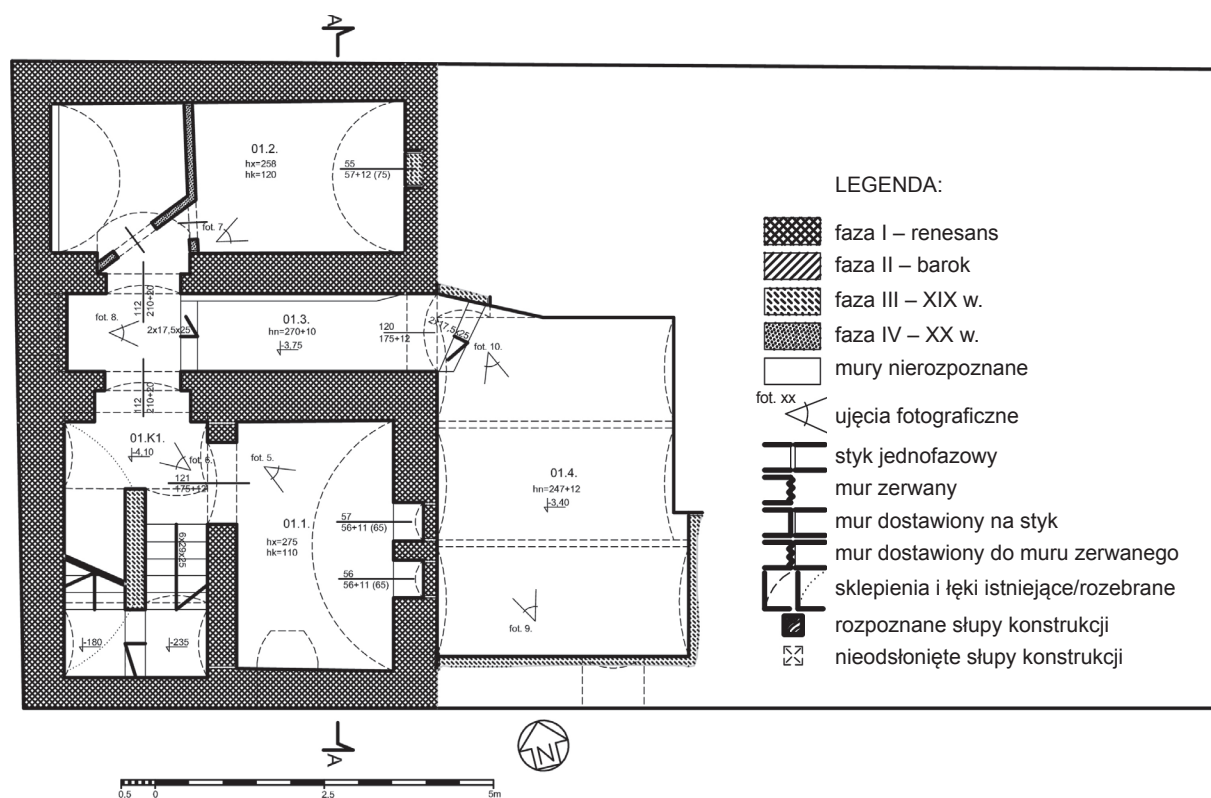 A
01.2.
hx=258
hk=120
55
57+12 (75)
fot. 7.
112
210+20
fot. 8.
2x17,5x25
01.3.
hn=270+10
-3,75
120
175+12
2x17,5x25
fot. 10.
112
210+20
01.K1.
-4,10
fot. 6.
121
175+12
fot. 5.
01.1.
hx=275
hk=110
57
56+11 (65)
56
56+11 (65)
6x29x25
-180
-235
01.4.
hn=247+12
-3,40
fot. 9.
A
N
0.5
0
2.5
5m
LEGENDA:
faza I – renesans
faza II – barok
faza III – XIX w.
faza IV – XX w.
mury nierozpoznane
fot. xx
ujęcia fotograficzne
styk jednofazowy
mur zerwany
mur dostawiony na styk
mur dostawiony do muru zerwanego
sklepienia i łęki istniejące/rozebrane
rozpoznane słupy konstrukcji
nieodsłonięte słupy konstrukcji